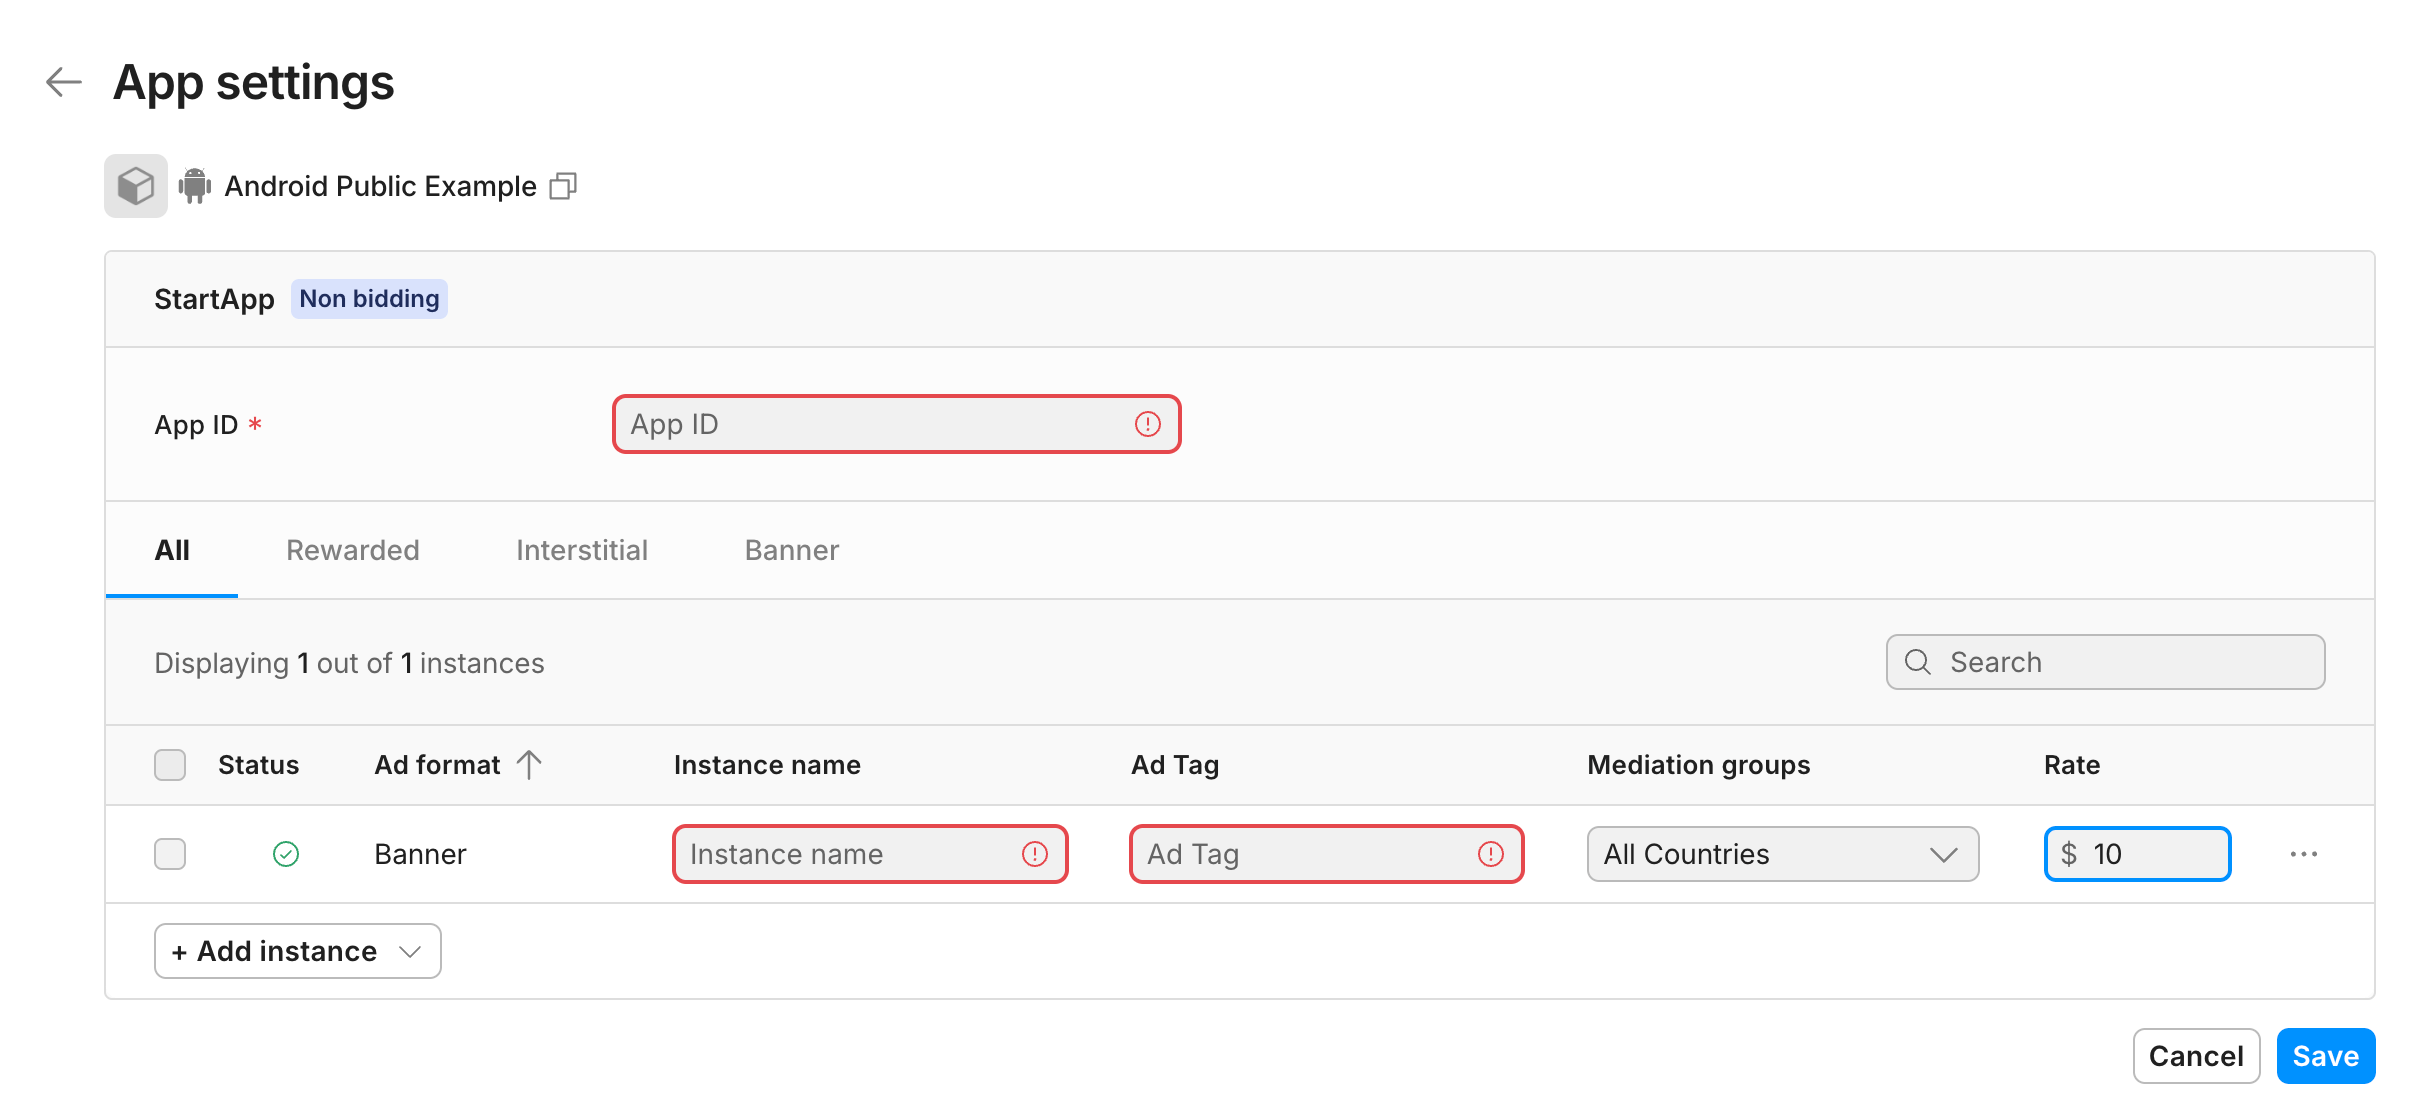 App settings
Android Public Example
StartApp Non bidding
App ID * App ID
All Rewarded Interstitial Banner
Displaying 1 out of 1 instances Search
Status Ad format Instance name Ad Tag Mediation groups Rate
Banner Instance name Ad Tag All Countries $ 10
+ Add instance
Cancel Save